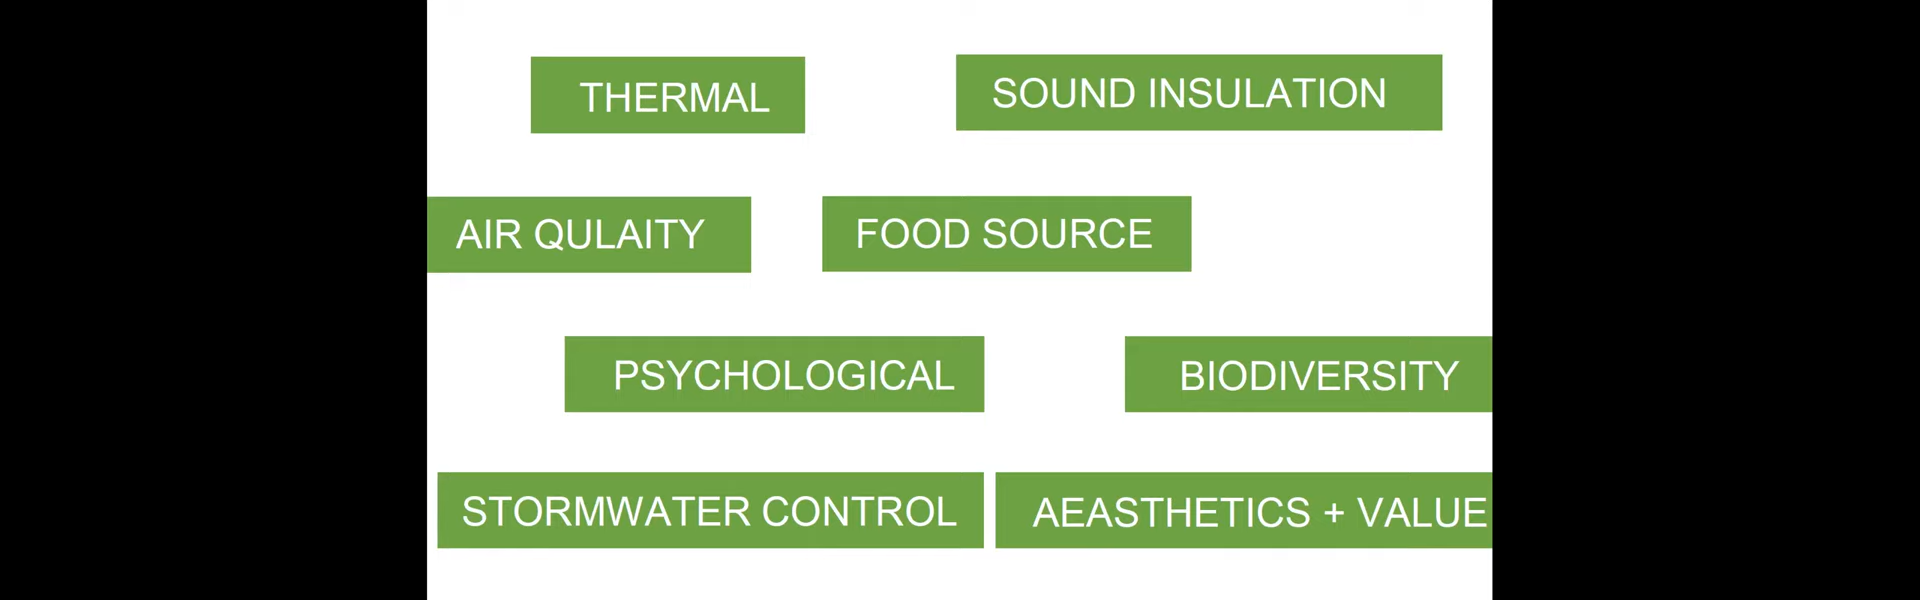 THERMAL
SOUND INSULATION
AIR QULAITY
FOOD SOURCE
PSYCHOLOGICAL
BIODIVERSITY
STORMWATER CONTROL
AEASTHETICS + VALUE